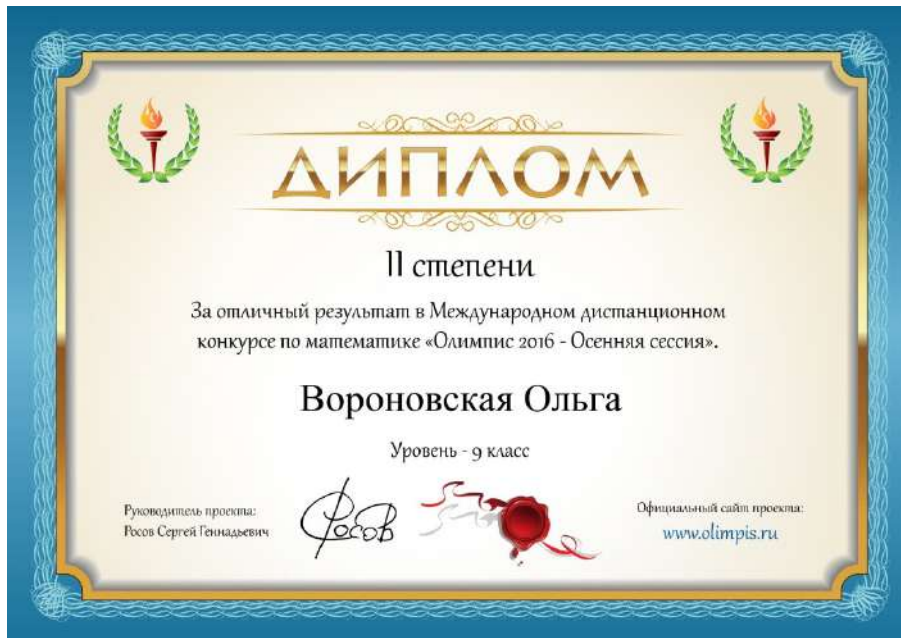 ДИПЛОМ
II степени
За отличный результат в Международном дистанционном
конкурсе по математике «Олимпис 2016 - Осенняя сессия».
Вороновская Ольга
Уровень - 9 класс
Руководитель проекта:
Росов Сергей Геннадьевич
Росов
Официальный сайт проекта:
www.olimpis.ru